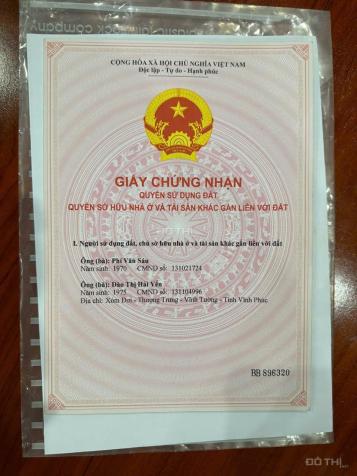 CỘNG HÒA XÃ HỘI CHỦ NGHĨA VIỆT NAM
Độc lập - Tự do - Hạnh phúc
GIẤY CHỨNG NHẬN
QUYỀN SỬ DỤNG ĐẤT
QUYỀN SỞ HỮU NHÀ Ở VÀ TÀI SẢN KHÁC GẮN LIỀN VỚI ĐẤT
I. Người sử dụng đất, chủ sở hữu nhà ở và tài sản khác gắn liền với đất
Ông (bà): Phí Văn Sáu
Năm sinh: 1970 CMND số: 131021724
Ông (bà): Đào Thị Hải Yến
Năm sinh: 1975 CMND số: 131104996
Địa chỉ: Xóm Đới - Thượng Trưng - Vĩnh Tường - Tỉnh Vĩnh Phúc
BB 896320
ĐÔ THỊ